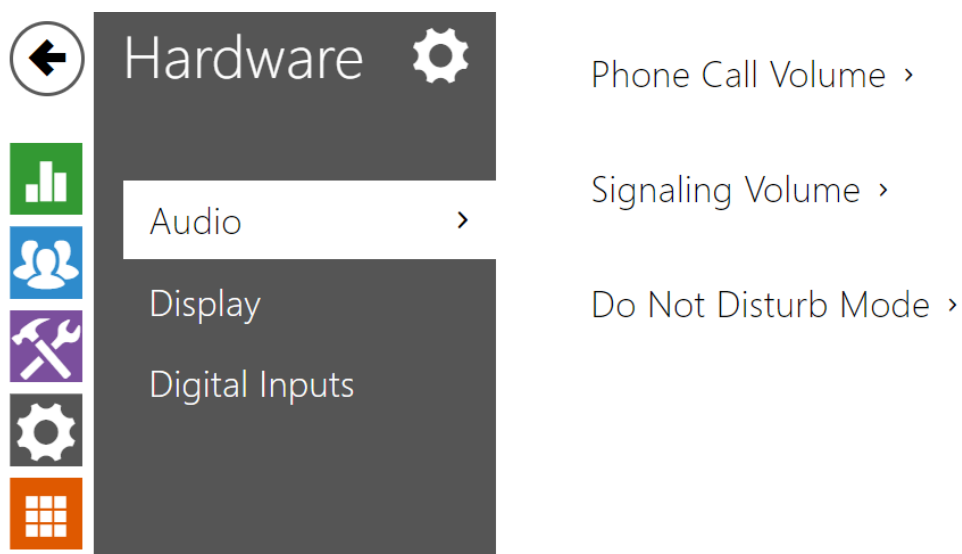 Hardware
Audio
Display
Digital Inputs
Phone Call Volume
Signaling Volume
Do Not Disturb Mode